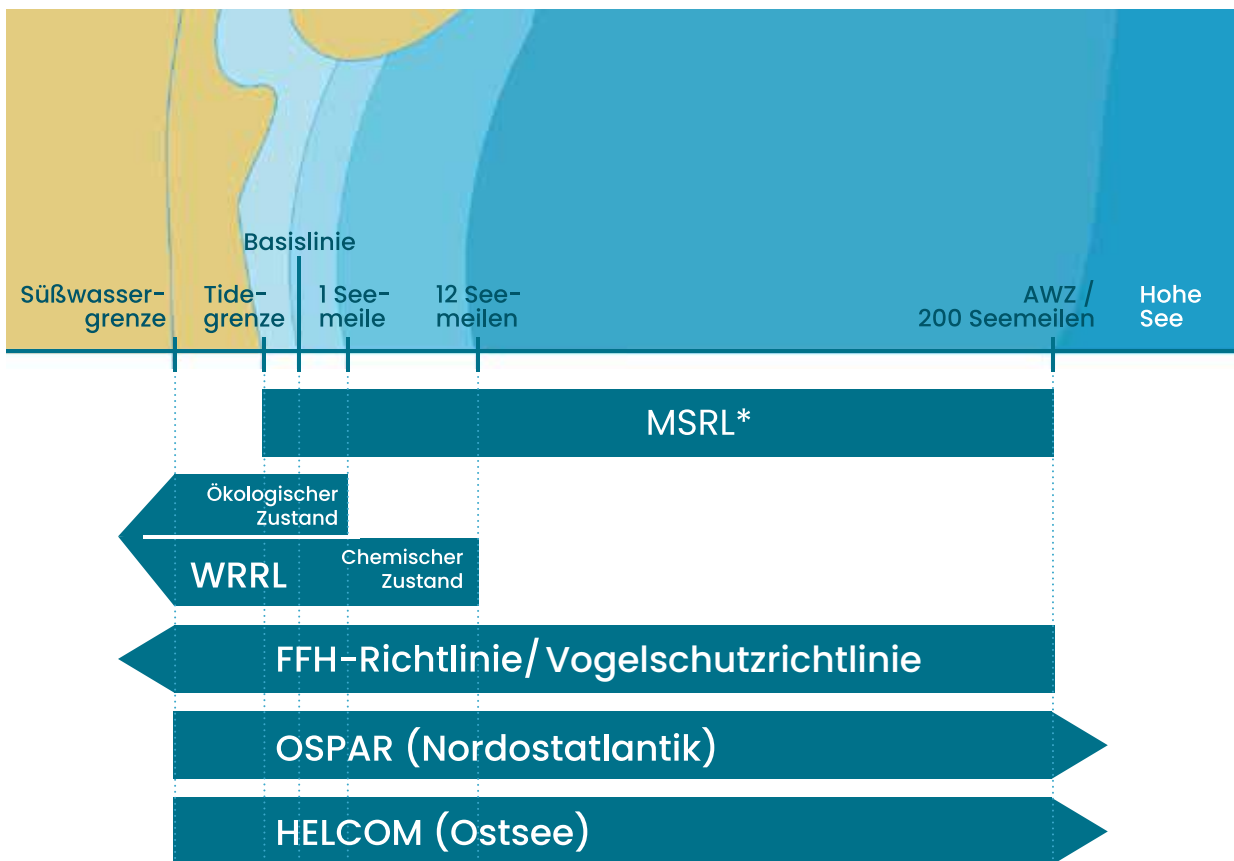 Basislinie
Süßwasser-
grenze
Tide-
grenze
1 See-
meile
12 See-
meilen
AWZ /
200 Seemeilen
Hohe
See
MSRL*
Ökologischer
Zustand
WRRL
Chemischer
Zustand
FFH-Richtlinie/Vogelschutzrichtlinie
OSPAR (Nordostatlantik)
HELCOM (Ostsee)